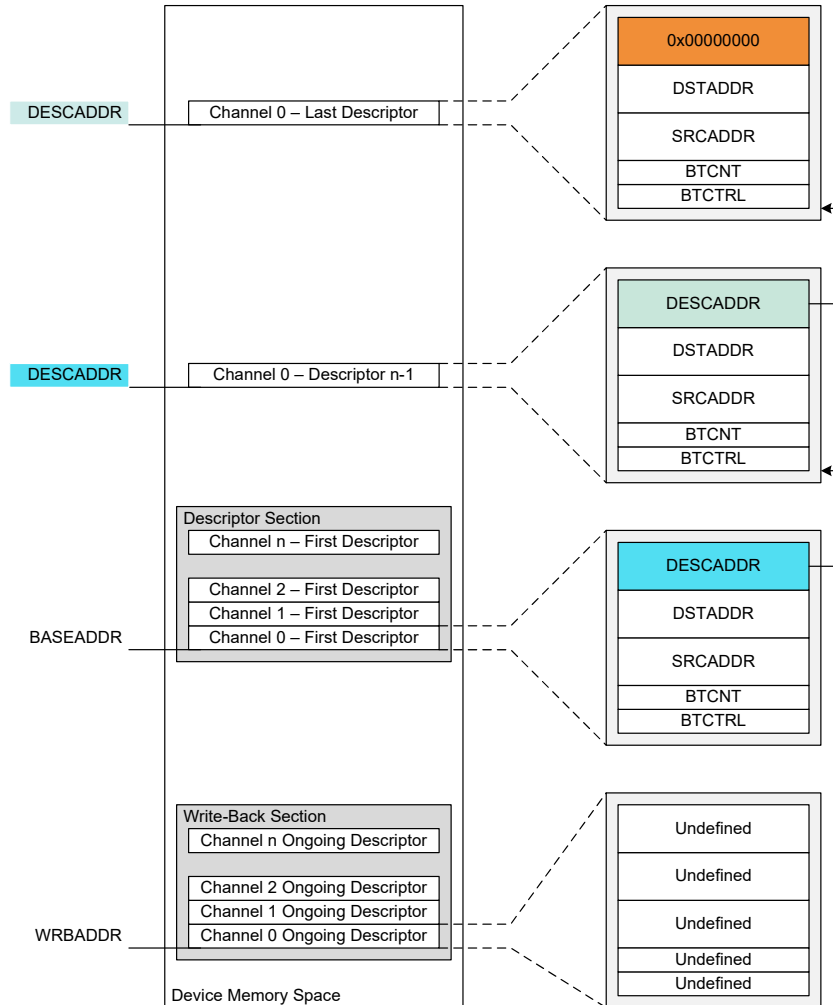 0x00000000
DSTADDR
DESCADDR
Channel 0 – Last Descriptor
SRCADDR
BTCNT
BTCTRL
DESCADDR
DSTADDR
DESCADDR
Channel 0 – Descriptor n-1
SRCADDR
BTCNT
BTCTRL
Descriptor Section
Channel n – First Descriptor
Channel 2 – First Descriptor
Channel 1 – First Descriptor
BASEADDR
Channel 0 – First Descriptor
DESCADDR
DSTADDR
SRCADDR
BTCNT
BTCTRL
Write-Back Section
Channel n Ongoing Descriptor
Channel 2 Ongoing Descriptor
Channel 1 Ongoing Descriptor
WRBADDR
Channel 0 Ongoing Descriptor
Undefined
Undefined
Undefined
Undefined
Undefined
Device Memory Space